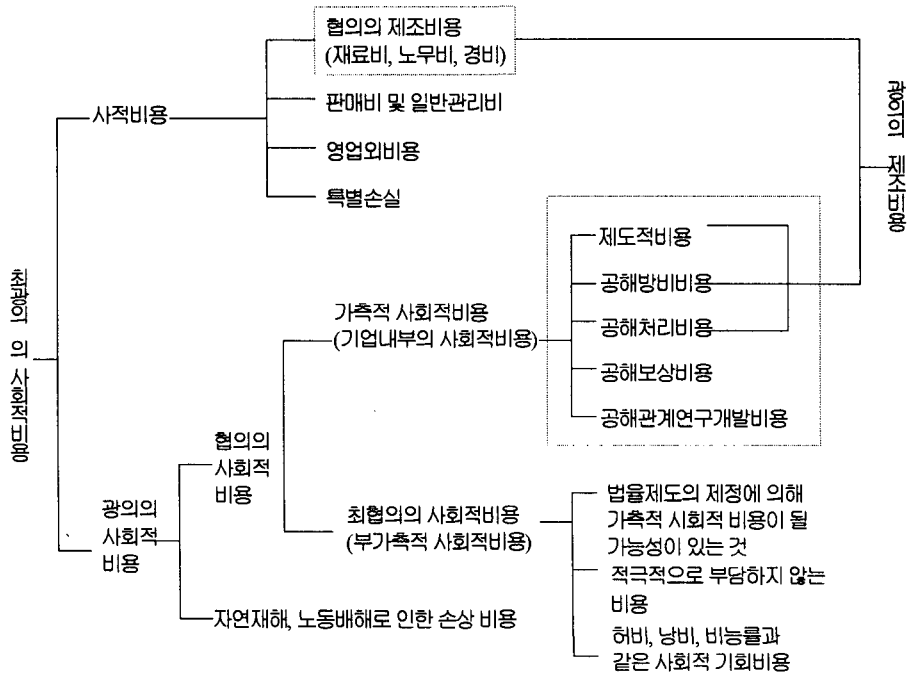 협의의 제조비용
(재료비, 노무비, 경비)
사적비용
판매비 및 일반관리비
영업외비용
특별손실
광의의 제조비용
최광의 의 사회적비용
가측적 사회적비용
(기업내부의 사회적비용)
제도적비용
공해방비비용
공해처리비용
공해보상비용
공해관계연구개발비용
협의의
사회적
비용
광의의
사회적
비용
최협의의 사회적비용
(부가측적 사회적비용)
법율제도의 제정에 의해
가측적 시회적 비용이 될
가능성이 있는 것
적극적으로 부담하지 않는
비용
허비, 낭비, 비능률과
같은 사회적 기회비용
자연재해, 노동배해로 인한 손상 비용